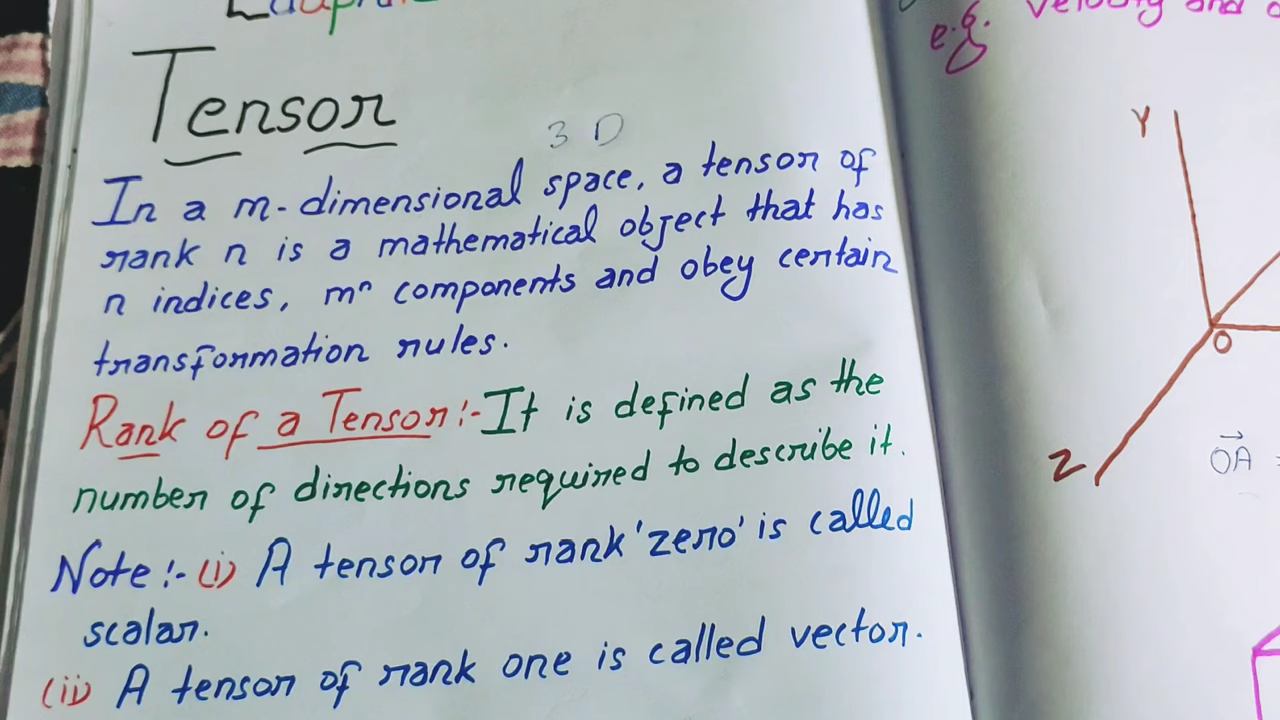 Tensor
3 D
In a m-dimensional space, a tensor of
rank n is a mathematical object that has
n indices, mⁿ components and obey certain
transformation rules.
Rank of a Tensor:- It is defined as the
number of directions required to describe it.
Note:- (i) A tensor of rank 'zero' is called
scalar.
(ii) A tensor of rank one is called vector.
e.g. velocity and
Y
O
Z
O⃗A⃗